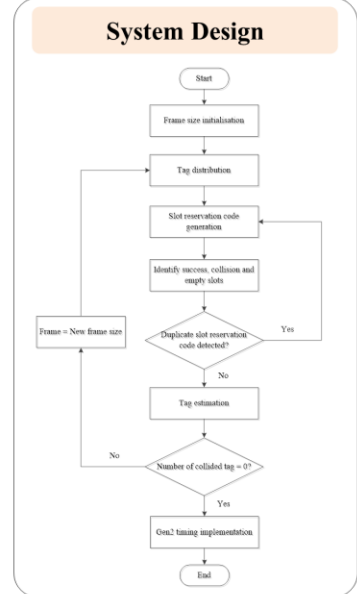 System Design
Start
Frame size initialisation
Tag distribution
Slot reservation code
generation
Identify success, collision and
empty slots
Frame = New frame size
Duplicate slot reservation
code detected?
Yes
No
Tag estimation
No
Number of collided tag = 0?
Yes
Gen2 timing implementation
End